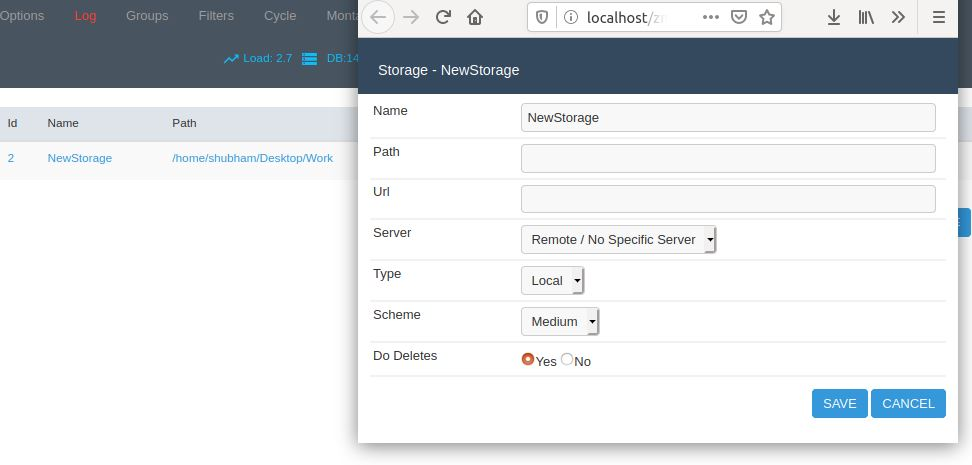 Options Log Groups Filters Cycle Monta
localhost/zm
Load: 2.7 DB:14
Storage - NewStorage
Id Name Path
2 NewStorage /home/shubham/Desktop/Work
Name NewStorage
Path
Url
Server Remote / No Specific Server
Type Local
Scheme Medium
Do Deletes Yes No
SAVE CANCEL